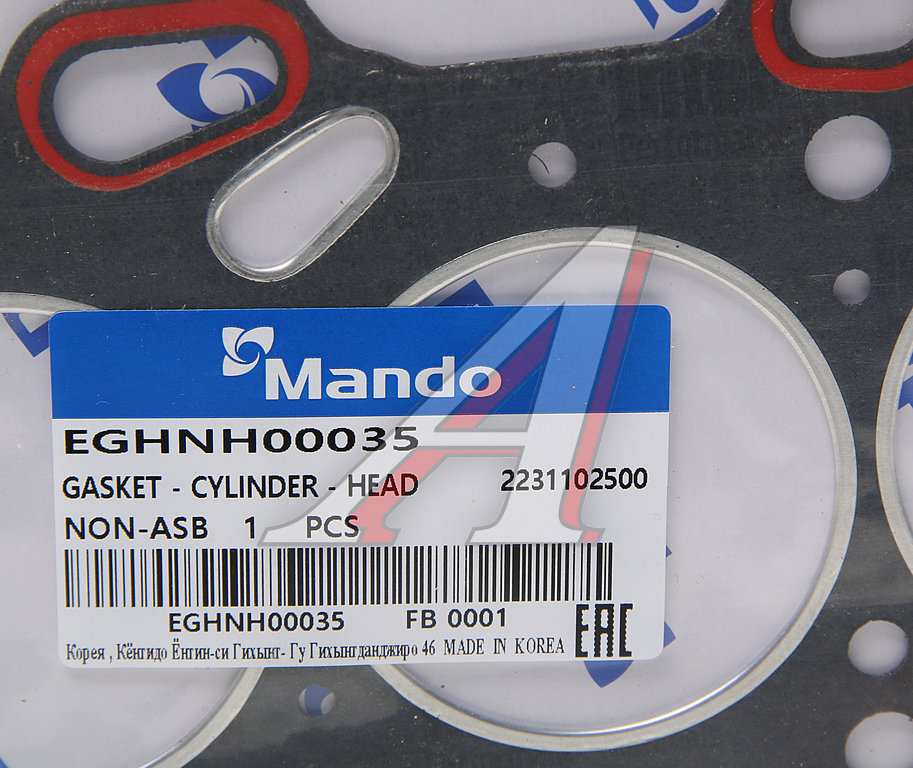 Mando
EGHNH00035
GASKET - CYLINDER - HEAD 2231102500
NON-ASB 1 PCS
EGHNH00035 FB 0001
EAC
Корея , Кёнгидо Ёнгин-си Гихынг- Гу Гихынгданджиро 46 MADE IN KOREA